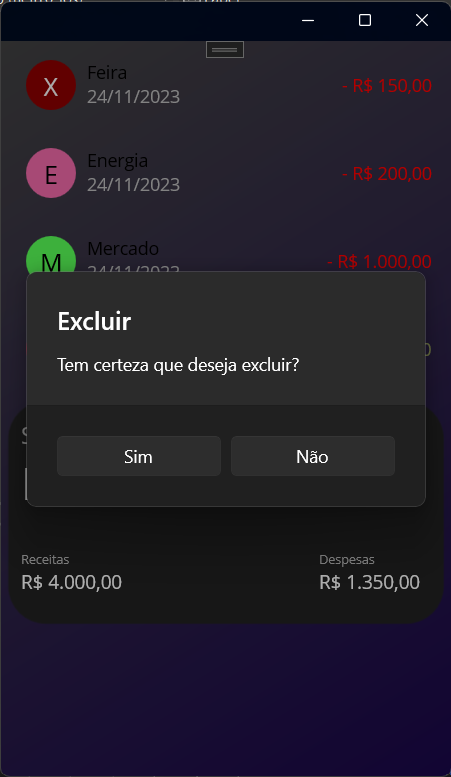 X
Feira
24/11/2023
- R$ 150,00
E
Energia
24/11/2023
- R$ 200,00
M
Mercado
24/11/2023
- R$ 1.000,00
Excluir
Tem certeza que deseja excluir?
Sim
Não
Receitas
R$ 4.000,00
Despesas
R$ 1.350,00